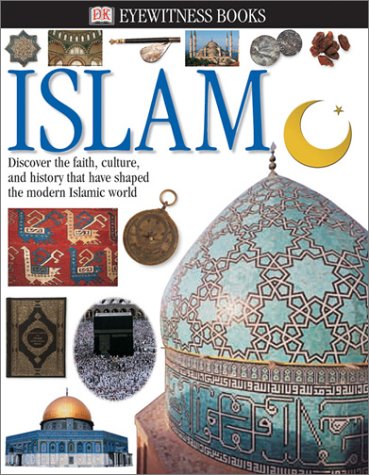 DK EYEWITNESS BOOKS
ISLAM
Discover the faith, culture,
and history that have shaped
the modern Islamic world